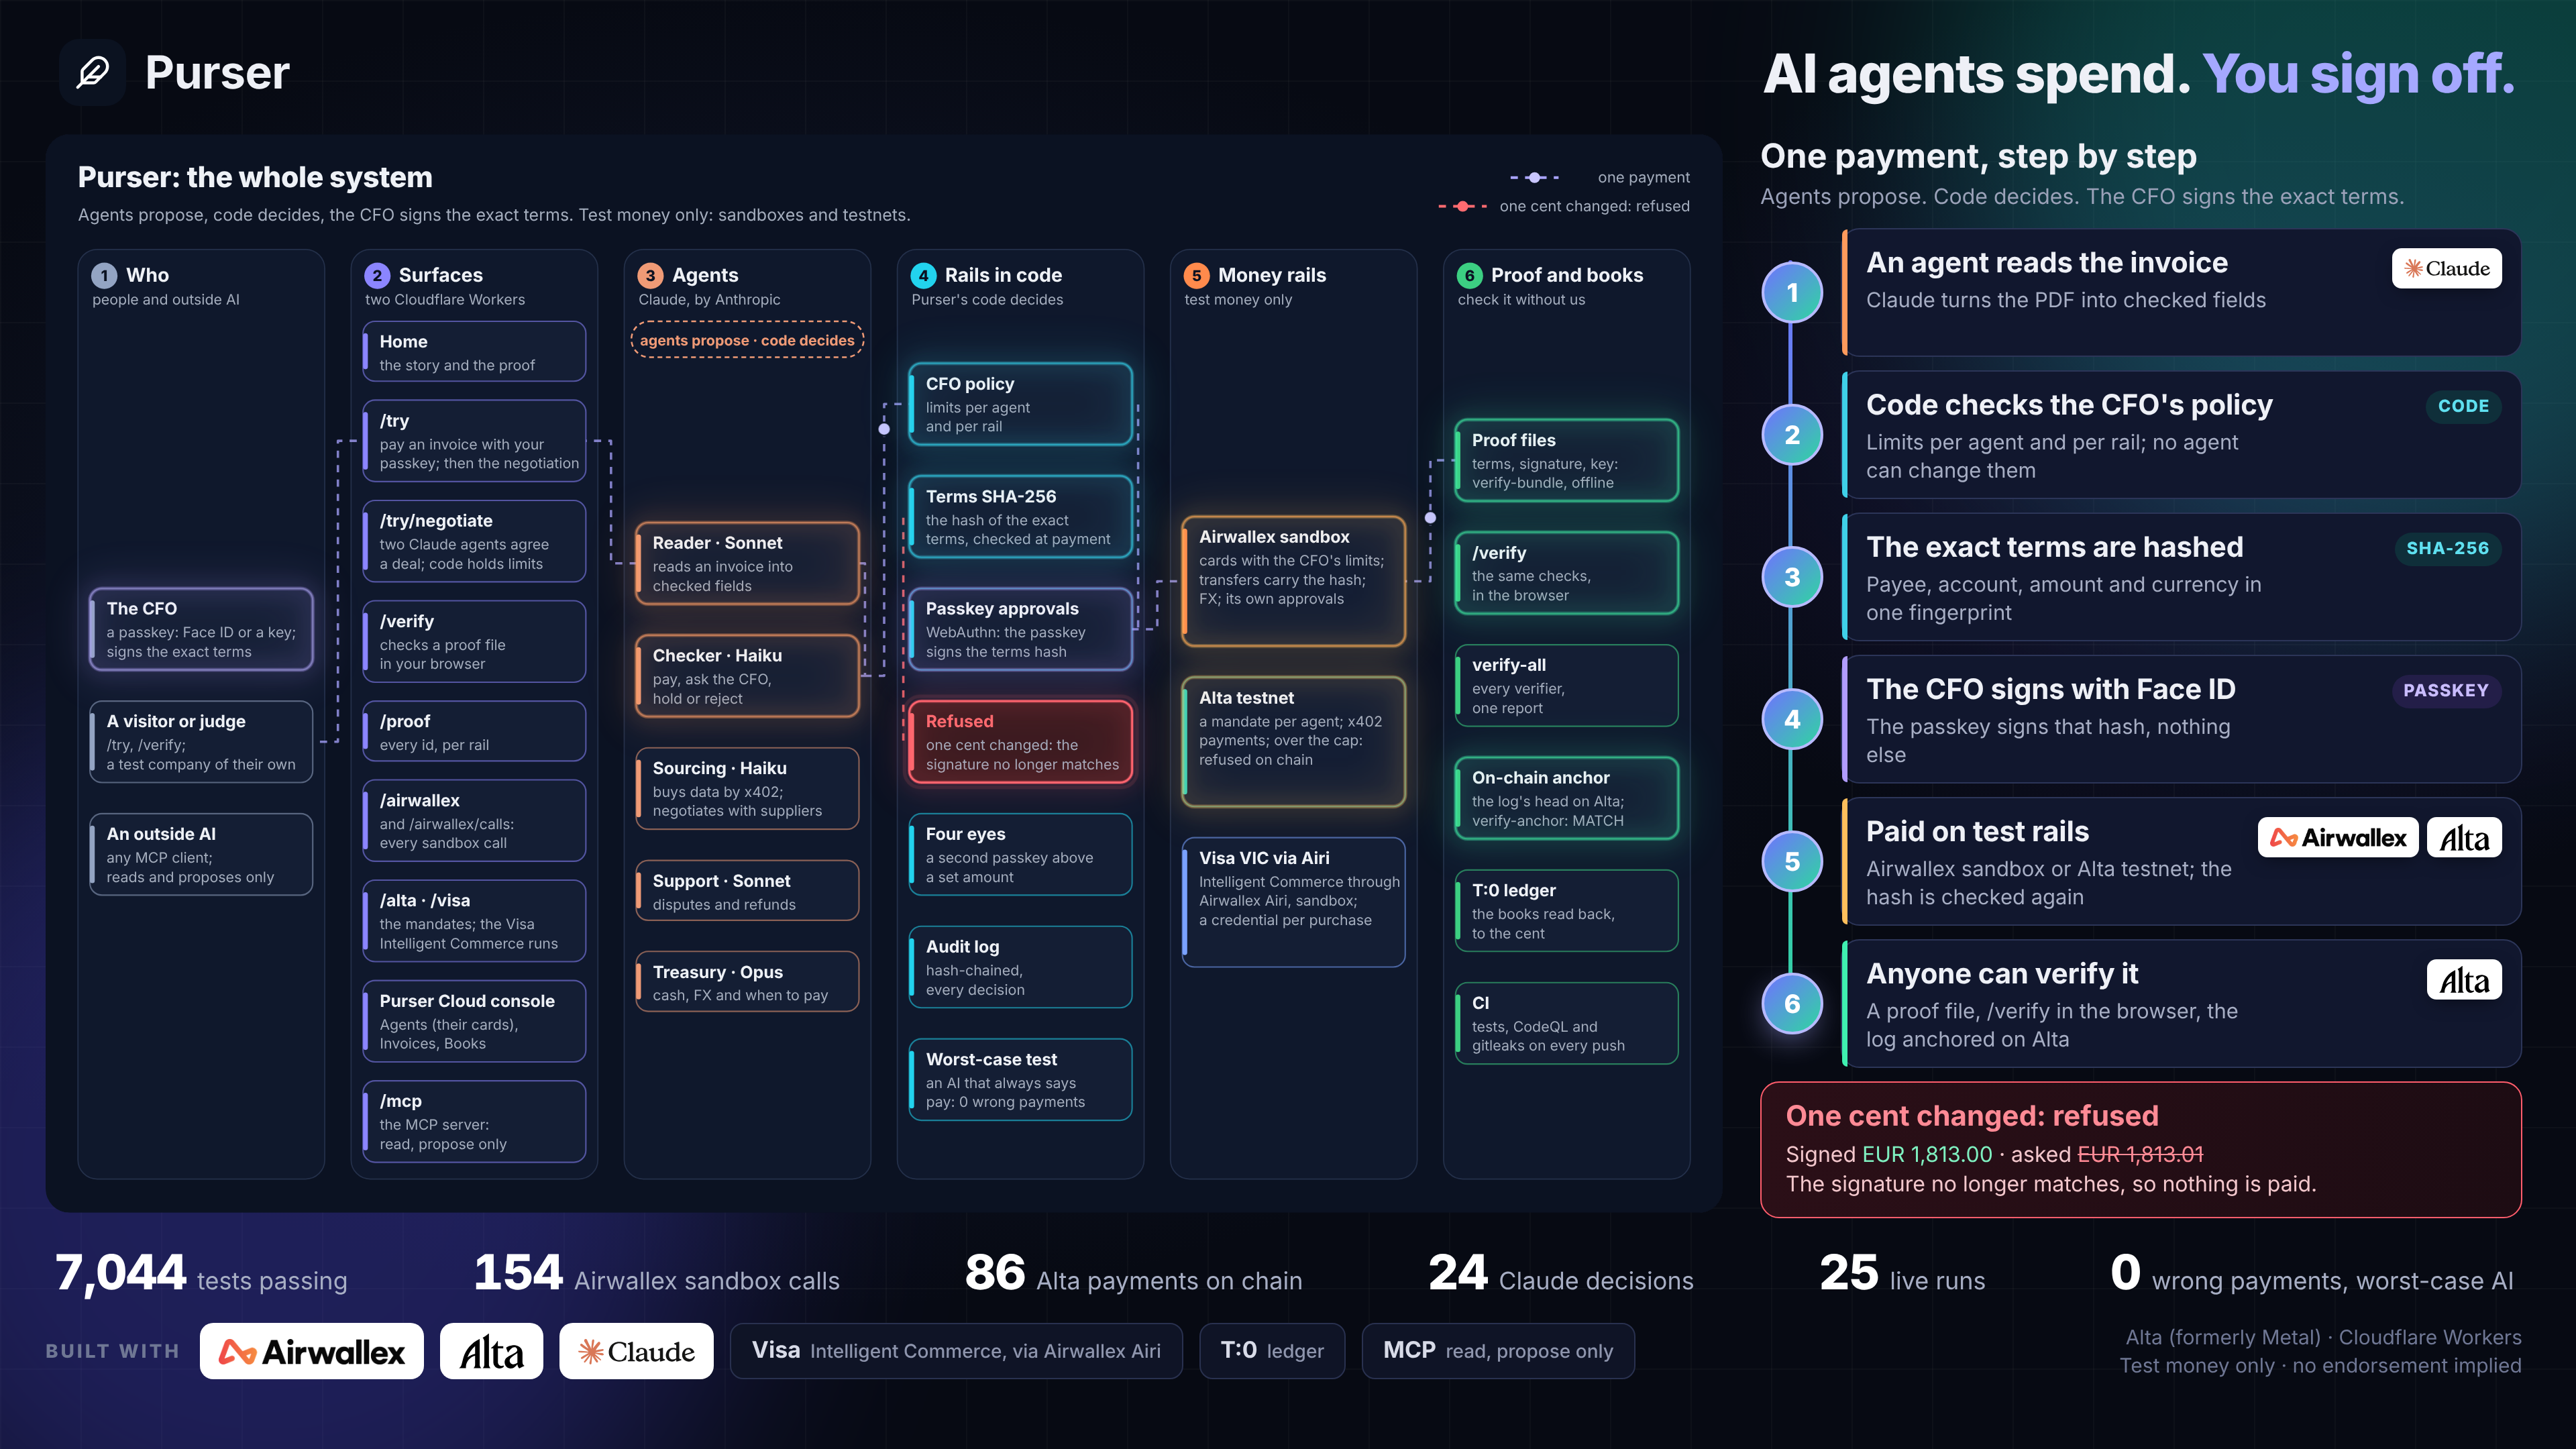 Purser
AI agents spend. You sign off.
Purser: the whole system
Agents propose, code decides, the CFO signs the exact terms. Test money only: sandboxes and testnets.
one payment
one cent changed: refused
1 Who
people and outside AI
The CFO
a passkey: Face ID or a key;
signs the exact terms
A visitor or judge
/try, /verify;
a test company of their own
An outside AI
any MCP client;
reads and proposes only
2 Surfaces
two Cloudflare Workers
Home
the story and the proof
/try
pay an invoice with your
passkey; then the negotiation
/try/negotiate
two Claude agents agree
a deal; code holds limits
/verify
checks a proof file
in your browser
/proof
every id, per rail
/airwallex
and /airwallex/calls:
every sandbox call
/alta · /visa
the mandates; the Visa
Intelligent Commerce runs
Purser Cloud console
Agents (their cards),
Invoices, Books
/mcp
the MCP server:
read, propose only
3 Agents
Claude, by Anthropic
agents propose · code decides
Reader · Sonnet
reads an invoice into
checked fields
Checker · Haiku
pay, ask the CFO,
hold or reject
Sourcing · Haiku
buys data by x402;
negotiates with suppliers
Support · Sonnet
disputes and refunds
Treasury · Opus
cash, FX and when to pay
4 Rails in code
Purser's code decides
CFO policy
limits per agent
and per rail
Terms SHA-256
the hash of the exact
terms, checked at payment
Passkey approvals
WebAuthn: the passkey
signs the terms hash
Refused
one cent changed: the
signature no longer matches
Four eyes
a second passkey above
a set amount
Audit log
hash-chained,
every decision
Worst-case test
an AI that always says
pay: 0 wrong payments
5 Money rails
test money only
Airwallex sandbox
cards with the CFO's limits;
transfers carry the hash;
FX; its own approvals
Alta testnet
a mandate per agent; x402
payments; over the cap:
refused on chain
Visa VIC via Airi
Intelligent Commerce through
Airwallex Airi, sandbox;
a credential per purchase
6 Proof and books
check it without us
Proof files
terms, signature, key:
verify-bundle, offline
/verify
the same checks,
in the browser
verify-all
every verifier,
one report
On-chain anchor
the log's head on Alta;
verify-anchor: MATCH
T:0 ledger
the books read back,
to the cent
CI
tests, CodeQL and
gitleaks on every push
One payment, step by step
Agents propose. Code decides. The CFO signs the exact terms.
1
An agent reads the invoice
Claude
Claude turns the PDF into checked fields
2
Code checks the CFO's policy
CODE
Limits per agent and per rail; no agent
can change them
3
The exact terms are hashed
SHA-256
Payee, account, amount and currency in
one fingerprint
4
The CFO signs with Face ID
PASSKEY
The passkey signs that hash, nothing
else
5
Paid on test rails
Airwallex
Alta
Airwallex sandbox or Alta testnet; the
hash is checked again
6
Anyone can verify it
Alta
A proof file, /verify in the browser, the
log anchored on Alta
One cent changed: refused
Signed EUR 1,813.00 · asked EUR 1,813.01
The signature no longer matches, so nothing is paid.
7,044 tests passing
154 Airwallex sandbox calls
86 Alta payments on chain
24 Claude decisions
25 live runs
0 wrong payments, worst-case AI
BUILT WITH
Airwallex
Alta
Claude
Visa Intelligent Commerce, via Airwallex Airi
T:0 ledger
MCP read, propose only
Alta (formerly Metal) · Cloudflare Workers
Test money only · no endorsement implied